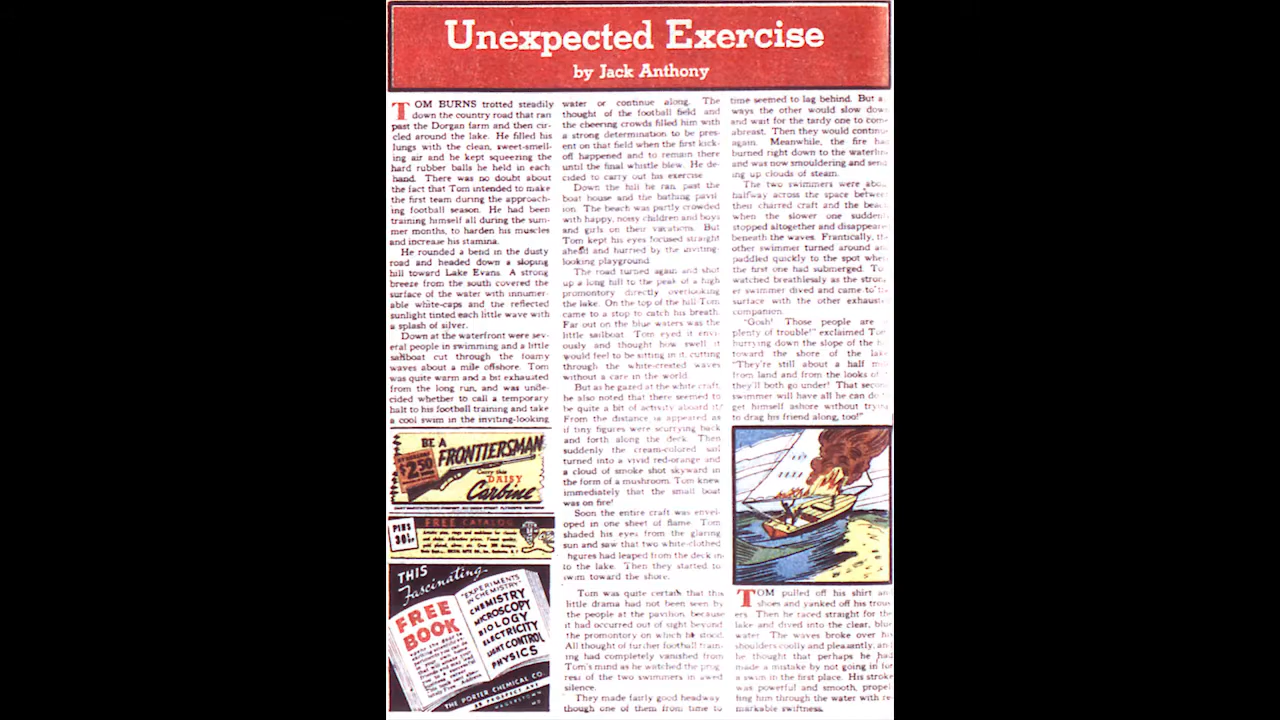 Unexpected Exercise
by Jack Anthony
TOM BURNS trotted steadily
down the country road that ran
past the Dorgan farm and then cir-
cled around the lake. He filled his
lungs with the clean, sweet-smell-
ing air and he kept squeezing the
hard rubber balls he held in each
hand. There was no doubt about
the fact that Tom intended to make
the first team during the approach-
ing football season. He had been
training himself all during the sum-
mer months, to harden his muscles
and increase his stamina.
He rounded a bend in the dusty
road and headed down a sloping
hill toward Lake Evans. A strong
breeze from the south covered the
surface of the water with innumer-
able white-caps and the reflected
sunlight tinted each little wave with
a splash of silver.
Down at the waterfront were sev-
eral people in swimming and a little
sailboat cut through the foamy
waves about a mile offshore. Tom
was quite warm and a bit exhausted
from the long run, and was unde-
cided whether to call a temporary
halt to his football training and take
a cool swim in the inviting-looking
BE A
FRONTIERSMAN
$2.50
Carry this
DAISY
Carbine
PINS
30¢
FREE CATALOG
THIS
Fascinating
FREE
BOOK
"EXPERIMENTS
IN CHEMISTRY"
CHEMISTRY
MICROSCOPY
BIOLOGY
ELECTRICITY
LIGHT CONTROL
PHYSICS
THE PORTER CHEMICAL CO.
water or continue along. The
thought of the football field and
the cheering crowds filled him with
a strong determination to be pres-
ent on that field when the first kick-
off happened and to remain there
until the final whistle blew. He de-
cided to carry out his exercise
Down the hill he ran, past the
boat house and the bathing pavil-
ion. The beach was partly crowded
with happy, noisy children and boys
and girls on their vacations. But
Tom kept his eyes focused straight
ahead and hurried by the inviting-
looking playground.
The road turned again and shot
up a long hill to the peak of a high
promontory directly overlooking
the lake. On the top of the hill Tom
came to a stop to catch his breath.
Far out on the blue waters was the
little sailboat. Tom eyed it envi-
ously and thought how swell it
would feel to be sitting in it, cutting
through the white-crested waves
without a care in the world.
But as he gazed at the white craft,
he also noted that there seemed to
be quite a bit of activity aboard it!
From the distance is appeared as
if tiny figures were scurrying back
and forth along the deck. Then
suddenly the cream-colored sail
turned into a vivid red-orange and
a cloud of smoke shot skyward in
the form of a mushroom. Tom knew
immediately that the small boat
was on fire!
Soon the entire craft was envel-
oped in one sheet of flame. Tom
shaded his eyes from the glaring
sun and saw that two white-clothed
figures had leaped from the deck in-
to the lake. Then they started to
swim toward the shore.
Tom was quite certain that this
little drama had not been seen by
the people at the pavilion, because
it had occurred out of sight beyond
the promontory on which he stood.
All thought of further football train-
ing had completely vanished from
Tom's mind as he watched the prog-
ress of the two swimmers in awed
silence.
They made fairly good headway
though one of them from time to
time seemed to lag behind. But a
ways the other would slow down
and wait for the tardy one to com
abreast. Then they would continu
again. Meanwhile, the fire ha
burned right down to the waterlin
and was now smouldering and send
ing up clouds of steam.
The two swimmers were abou
halfway across the space betwee
their charred craft and the beac
when the slower one sudden
stopped altogether and disappeare
beneath the waves. Frantically, th
other swimmer turned around an
paddled quickly to the spot whe
the first one had submerged. To
watched breathlessly as the stron
er swimmer dived and came to th
surface with the other exhaust
companion.
"Gosh! Those people are
plenty of trouble!" exclaimed To
hurrying down the slope of the h
toward the shore of the lake
"They're still about a half m
from land and from the looks of
they'll both go under! That seco
swimmer will have all he can do
get himself ashore without tryin
to drag his friend along, too!"
TOM pulled off his shirt an
shoes and yanked off his trous
ers. Then he raced straight for the
lake and dived into the clear, blue
water. The waves broke over his
shoulders coolly and pleasantly, an
he thought that perhaps he had
made a mistake by not going in for
a swim in the first place. His stroke
was powerful and smooth, propel
ling him through the water with re
markable swiftness.